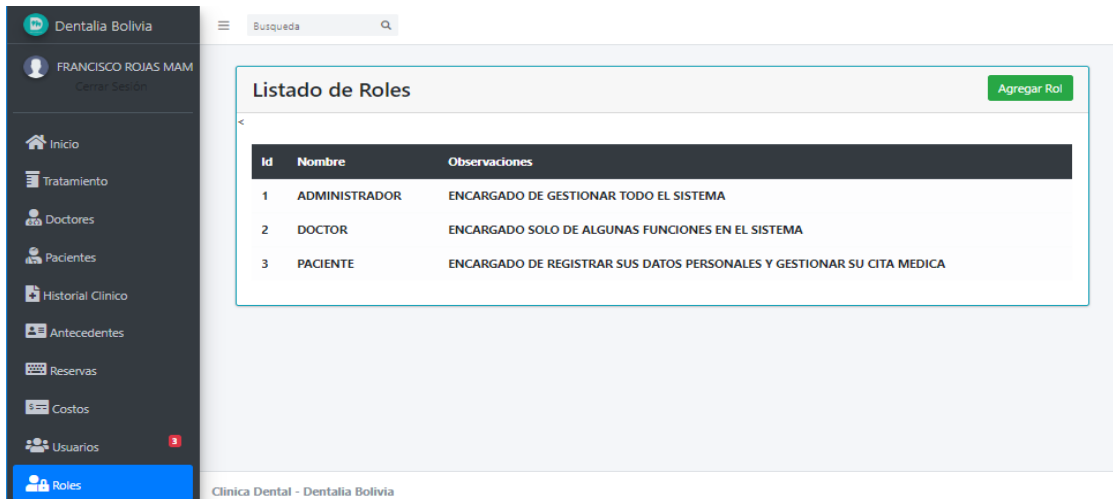 Dentalia Bolivia
Busqueda
FRANCISCO ROJAS MAM
Cerrar Sesión
Listado de Roles
Agregar Rol
<
Inicio
Tratamiento
Doctores
Pacientes
Historial Clinico
Antecedentes
Reservas
Costos
Usuarios 3
Roles
Id Nombre Observaciones
1 ADMINISTRADOR ENCARGADO DE GESTIONAR TODO EL SISTEMA
2 DOCTOR ENCARGADO SOLO DE ALGUNAS FUNCIONES EN EL SISTEMA
3 PACIENTE ENCARGADO DE REGISTRAR SUS DATOS PERSONALES Y GESTIONAR SU CITA MEDICA
Clinica Dental - Dentalia Bolivia